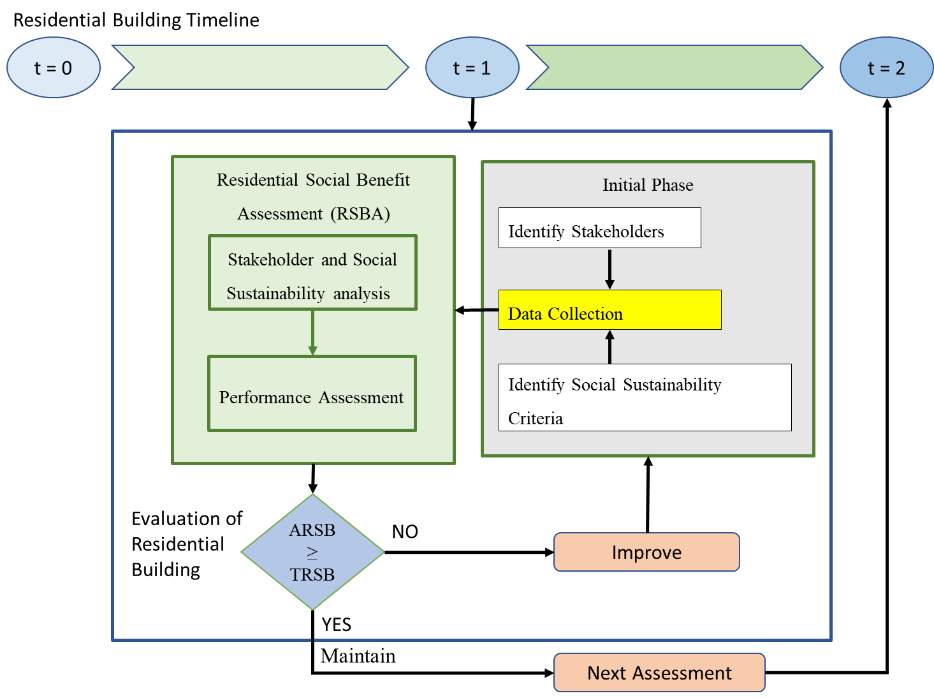 Residential Building Timeline
t = 0
t = 1
t = 2
Residential Social Benefit
Assessment (RSBA)
Stakeholder and Social
Sustainability analysis
Performance Assessment
Initial Phase
Identify Stakeholders
Data Collection
Identify Social Sustainability
Criteria
Evaluation of
Residential
Building
ARSB
≥
TRSB
NO
Improve
YES
Maintain
Next Assessment